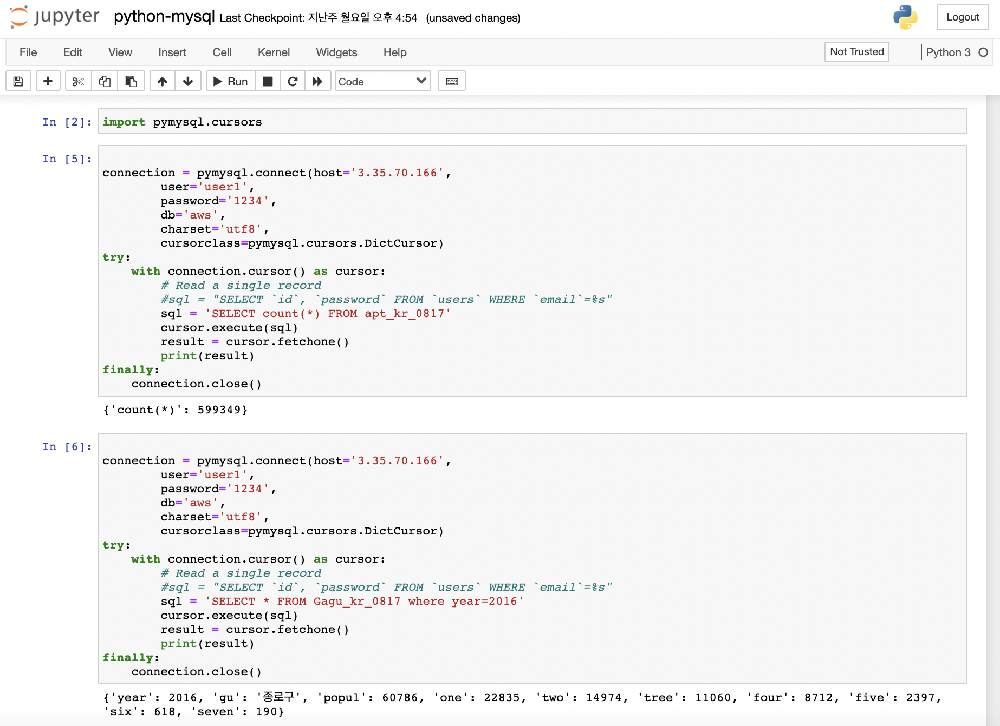 jupyter python-mysql Last Checkpoint: 지난주 월요일 오후 4:54 (unsaved changes) Logout
File Edit View Insert Cell Kernel Widgets Help Not Trusted Python 3
Run Code
In [2]: import pymysql.cursors
In [5]:
connection = pymysql.connect(host='3.35.70.166',
        user='user1',
        password='1234',
        db='aws',
        charset='utf8',
        cursorclass=pymysql.cursors.DictCursor)
try:
    with connection.cursor() as cursor:
        # Read a single record
        #sql = "SELECT `id`, `password` FROM `users` WHERE `email`=%s"
        sql = 'SELECT count(*) FROM apt_kr_0817'
        cursor.execute(sql)
        result = cursor.fetchone()
        print(result)
finally:
    connection.close()
{'count(*)': 599349}
In [6]:
connection = pymysql.connect(host='3.35.70.166',
        user='user1',
        password='1234',
        db='aws',
        charset='utf8',
        cursorclass=pymysql.cursors.DictCursor)
try:
    with connection.cursor() as cursor:
        # Read a single record
        #sql = "SELECT `id`, `password` FROM `users` WHERE `email`=%s"
        sql = 'SELECT * FROM Gagu_kr_0817 where year=2016'
        cursor.execute(sql)
        result = cursor.fetchone()
        print(result)
finally:
    connection.close()
{'year': 2016, 'gu': '종로구', 'popul': 60786, 'one': 22835, 'two': 14974, 'tree': 11060, 'four': 8712, 'five': 2397,
'six': 618, 'seven': 190}